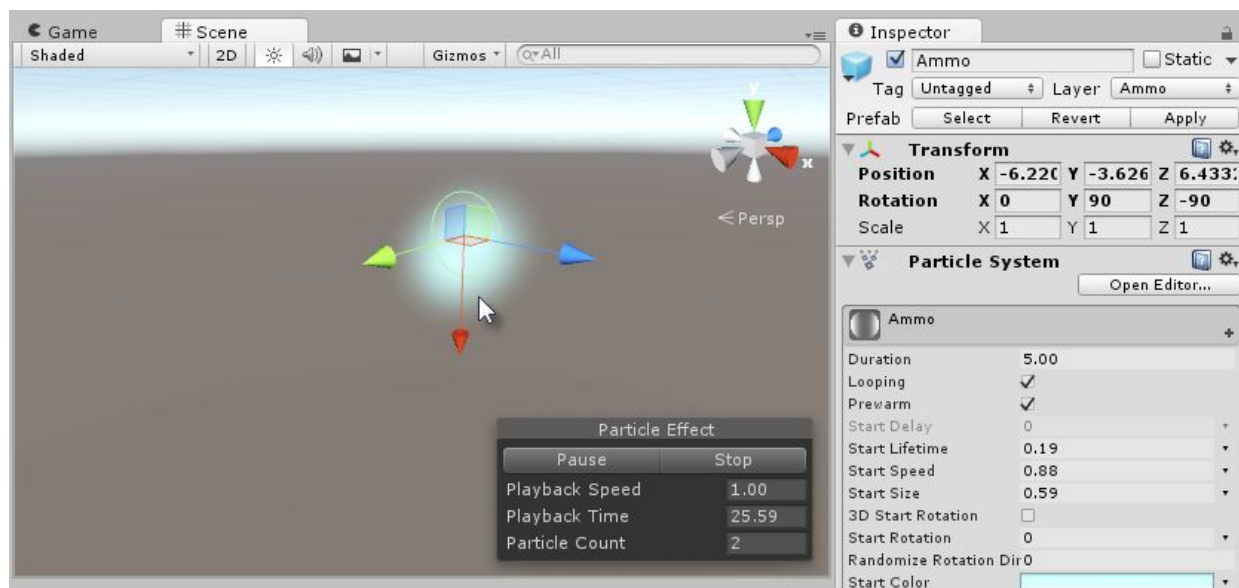 Game
Scene
Shaded
2D
Gizmos
All
y
x
Persp
Particle Effect
Pause Stop
Playback Speed 1.00
Playback Time 25.59
Particle Count 2
Inspector
Ammo Static
Tag Untagged Layer Ammo
Prefab Select Revert Apply
Transform
Position X -6.220 Y -3.626 Z 6.433
Rotation X 0 Y 90 Z -90
Scale X 1 Y 1 Z 1
Particle System
Open Editor...
Ammo
Duration 5.00
Looping
Prewarm
Start Delay 0
Start Lifetime 0.19
Start Speed 0.88
Start Size 0.59
3D Start Rotation
Start Rotation 0
Randomize Rotation Dir 0
Start Color